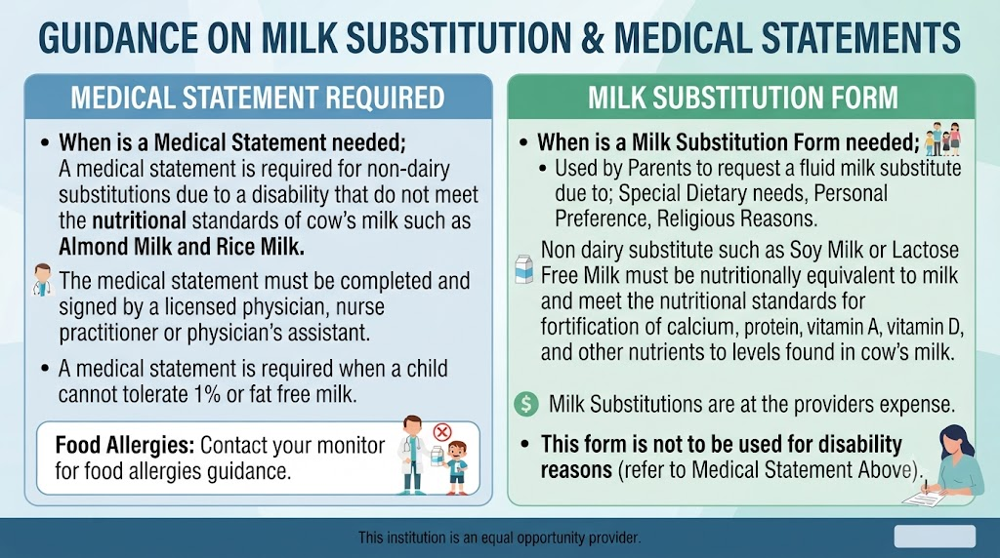 GUIDANCE ON MILK SUBSTITUTION & MEDICAL STATEMENTS
MEDICAL STATEMENT REQUIRED
• When is a Medical Statement needed;
A medical statement is required for non-dairy
substitutions due to a disability that do not meet
the nutritional standards of cow's milk such as
Almond Milk and Rice Milk.
The medical statement must be completed and
signed by a licensed physician, nurse
practitioner or physician's assistant.
• A medical statement is required when a child
cannot tolerate 1% or fat free milk.
Food Allergies: Contact your monitor
for food allergies guidance.
MILK SUBSTITUTION FORM
• When is a Milk Substitution Form needed;
• Used by Parents to request a fluid milk substitute
due to; Special Dietary needs, Personal
Preference, Religious Reasons.
Non dairy substitute such as Soy Milk or Lactose
Free Milk must be nutritionally equivalent to milk
and meet the nutritional standards for
fortification of calcium, protein, vitamin A, vitamin D,
and other nutrients to levels found in cow's milk.
$ Milk Substitutions are at the providers expense.
• This form is not to be used for disability
reasons (refer to Medical Statement Above).
This institution is an equal opportunity provider.